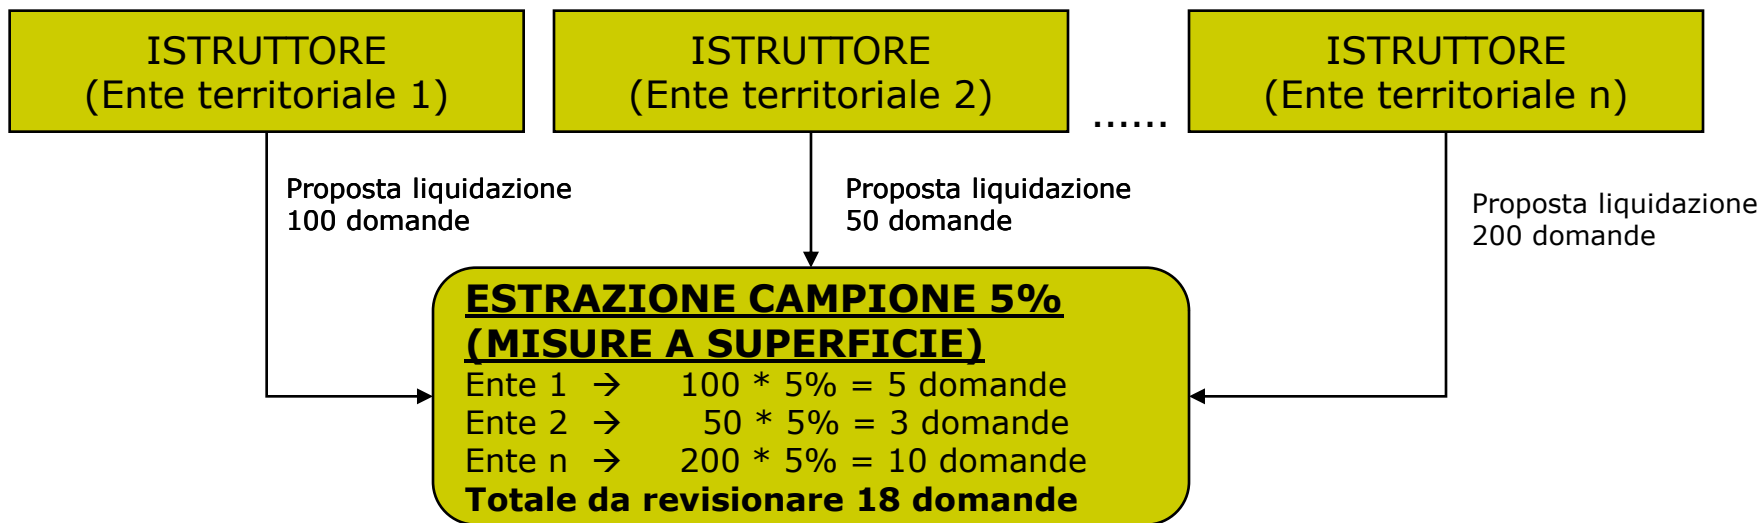 ISTRUTTORE
(Ente territoriale 1)
ISTRUTTORE
(Ente territoriale 2)
......
ISTRUTTORE
(Ente territoriale n)
Proposta liquidazione
100 domande
Proposta liquidazione
50 domande
Proposta liquidazione
200 domande
ESTRAZIONE CAMPIONE 5%
(MISURE A SUPERFICIE)
Ente 1 → 100 * 5% = 5 domande
Ente 2 → 50 * 5% = 3 domande
Ente n → 200 * 5% = 10 domande
Totale da revisionare 18 domande